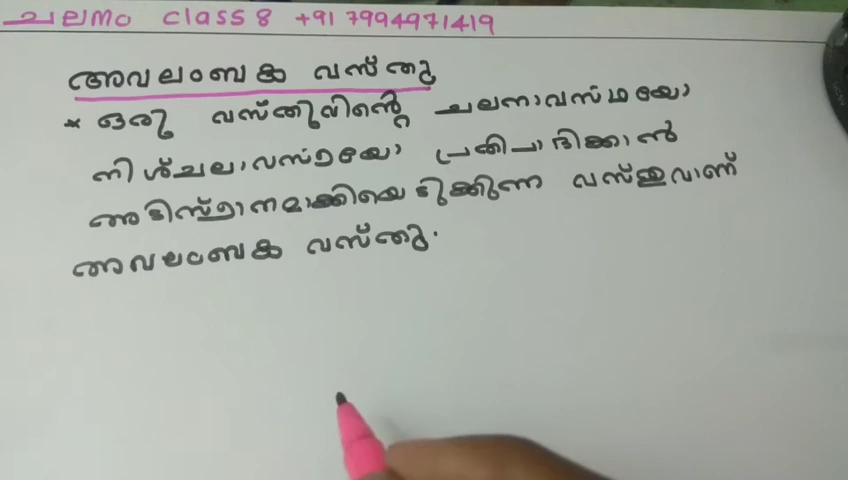 ചലനം class 8 +91 7994971419
അവലംബക വസ്തു
* ഒരു വസ്തുവിന്റെ ചലനാവസ്ഥയോ
നിശ്ചലാവസ്ഥയോ പ്രതിപാദിക്കാൻ
അടിസ്ഥാനമാക്കിയെടുക്കുന്ന വസ്തുവാണ്
അവലംബക വസ്തു.